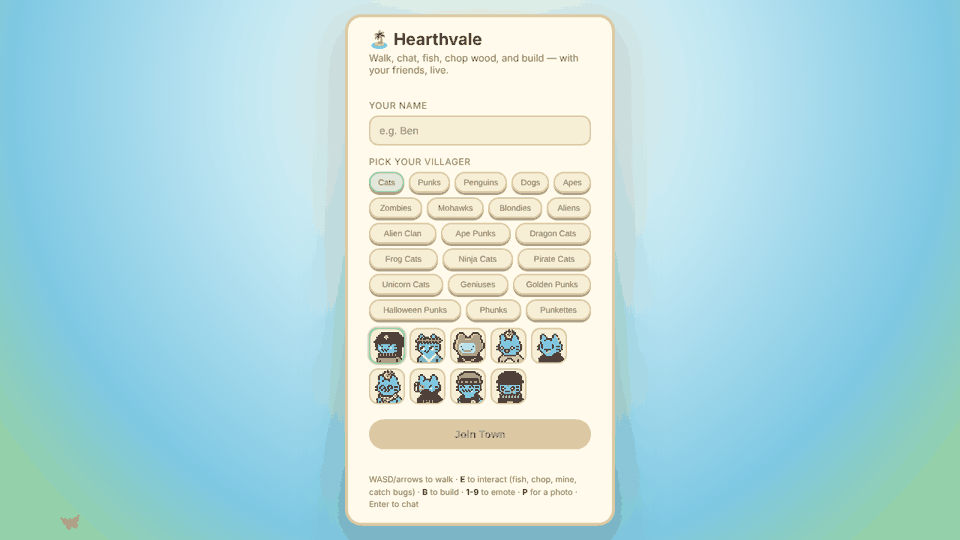 Hearthvale
Walk, chat, fish, chop wood, and build — with
your friends, live.
YOUR NAME
e.g. Ben
PICK YOUR VILLAGER
Cats Punks Penguins Dogs Apes
Zombies Mohawks Blondies Aliens
Alien Clan Ape Punks Dragon Cats
Frog Cats Ninja Cats Pirate Cats
Unicorn Cats Geniuses Golden Punks
Halloween Punks Phunks Punkettes
Join Town
WASD/arrows to walk · E to interact (fish, chop, mine,
catch bugs) · B to build · 1–9 to emote · P for a photo ·
Enter to chat